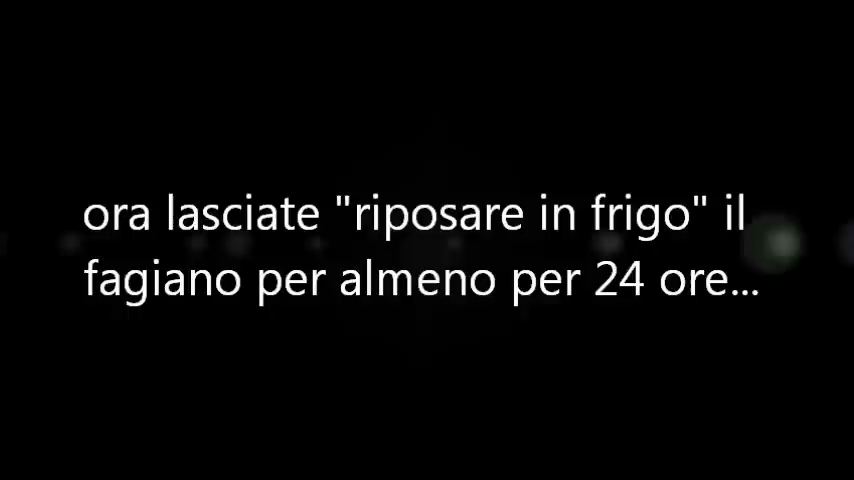 ora lasciate "riposare in frigo" il
fagiano per almeno per 24 ore...